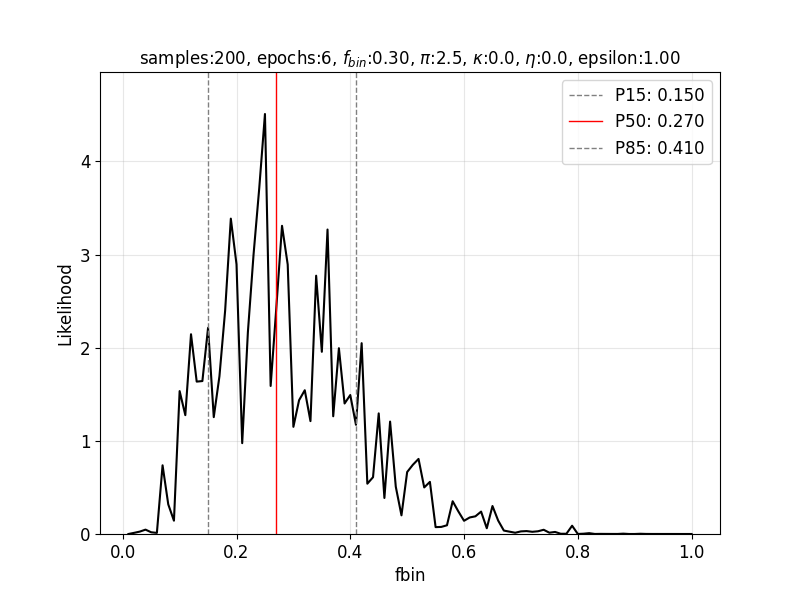 samples:200, epochs:6, f_bin:0.30, π:2.5, κ:0.0, η:0.0, epsilon:1.00
P15: 0.150
P50: 0.270
P85: 0.410
Likelihood
4
3
2
1
0
0.0 0.2 0.4 0.6 0.8 1.0
fbin